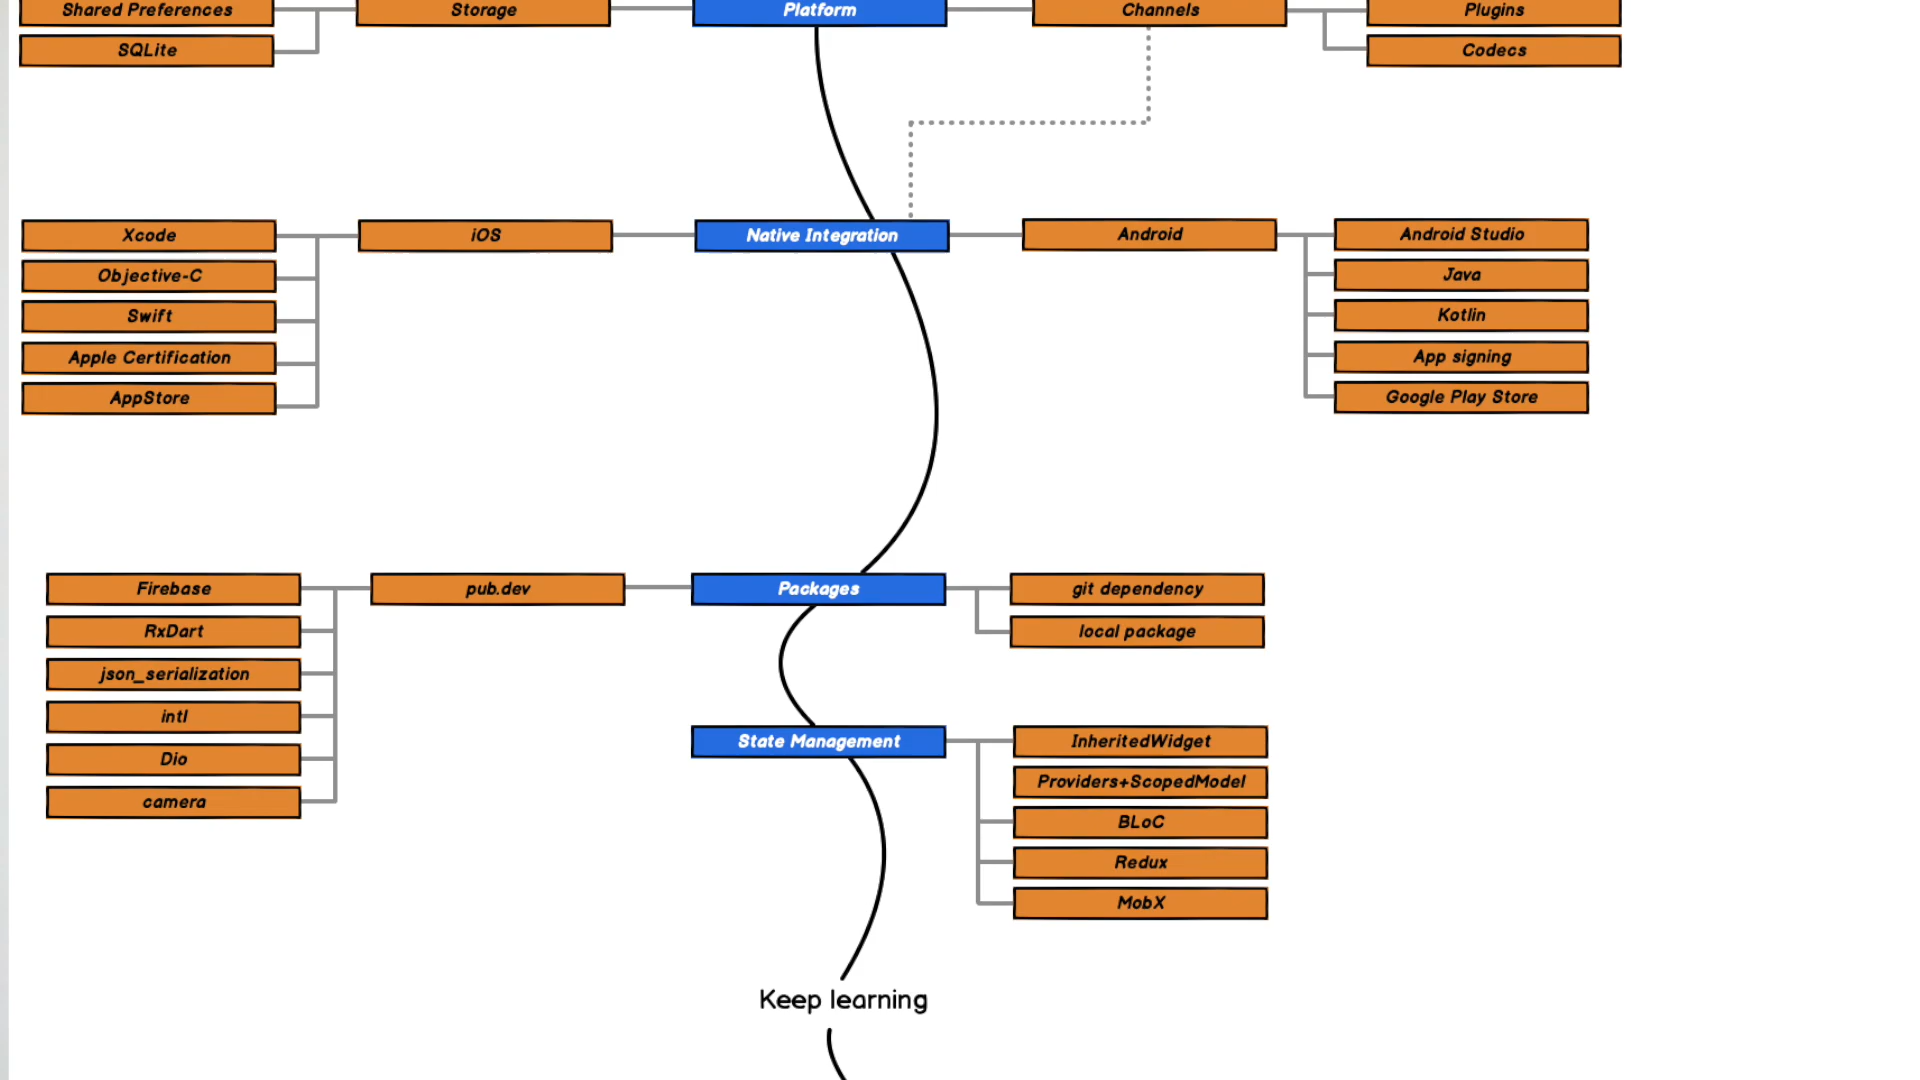 Shared Preferences
Storage
Platform
Channels
Plugins
SQLite
Codecs
Xcode
iOS
Native Integration
Android
Android Studio
Objective-C
Java
Swift
Kotlin
Apple Certification
App signing
AppStore
Google Play Store
Firebase
pub.dev
Packages
git dependency
RxDart
local package
json_serialization
intl
State Management
InheritedWidget
Dio
Providers+ScopedModel
camera
BLoC
Redux
MobX
Keep learning